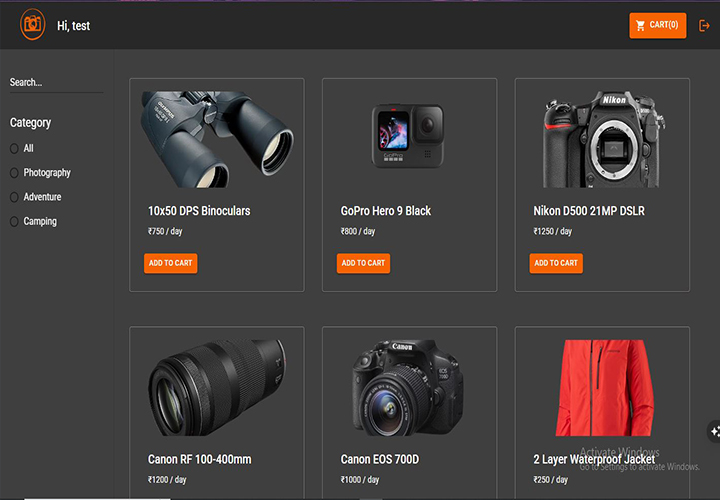 Hi, test
CART(0)
Search...
Category
All
Photography
Adventure
Camping
Nikon
GoPro
10x50 DPS Binoculars
₹750 / day
ADD TO CART
GoPro Hero 9 Black
₹800 / day
ADD TO CART
Nikon D500 21MP DSLR
₹1250 / day
ADD TO CART
Canon
EOS
700D
Canon RF 100-400mm
₹1200 / day
Canon EOS 700D
₹1000 / day
2 Layer Waterproof Jacket
₹250 / day
Activate Windows
Go to Settings to activate Windows.